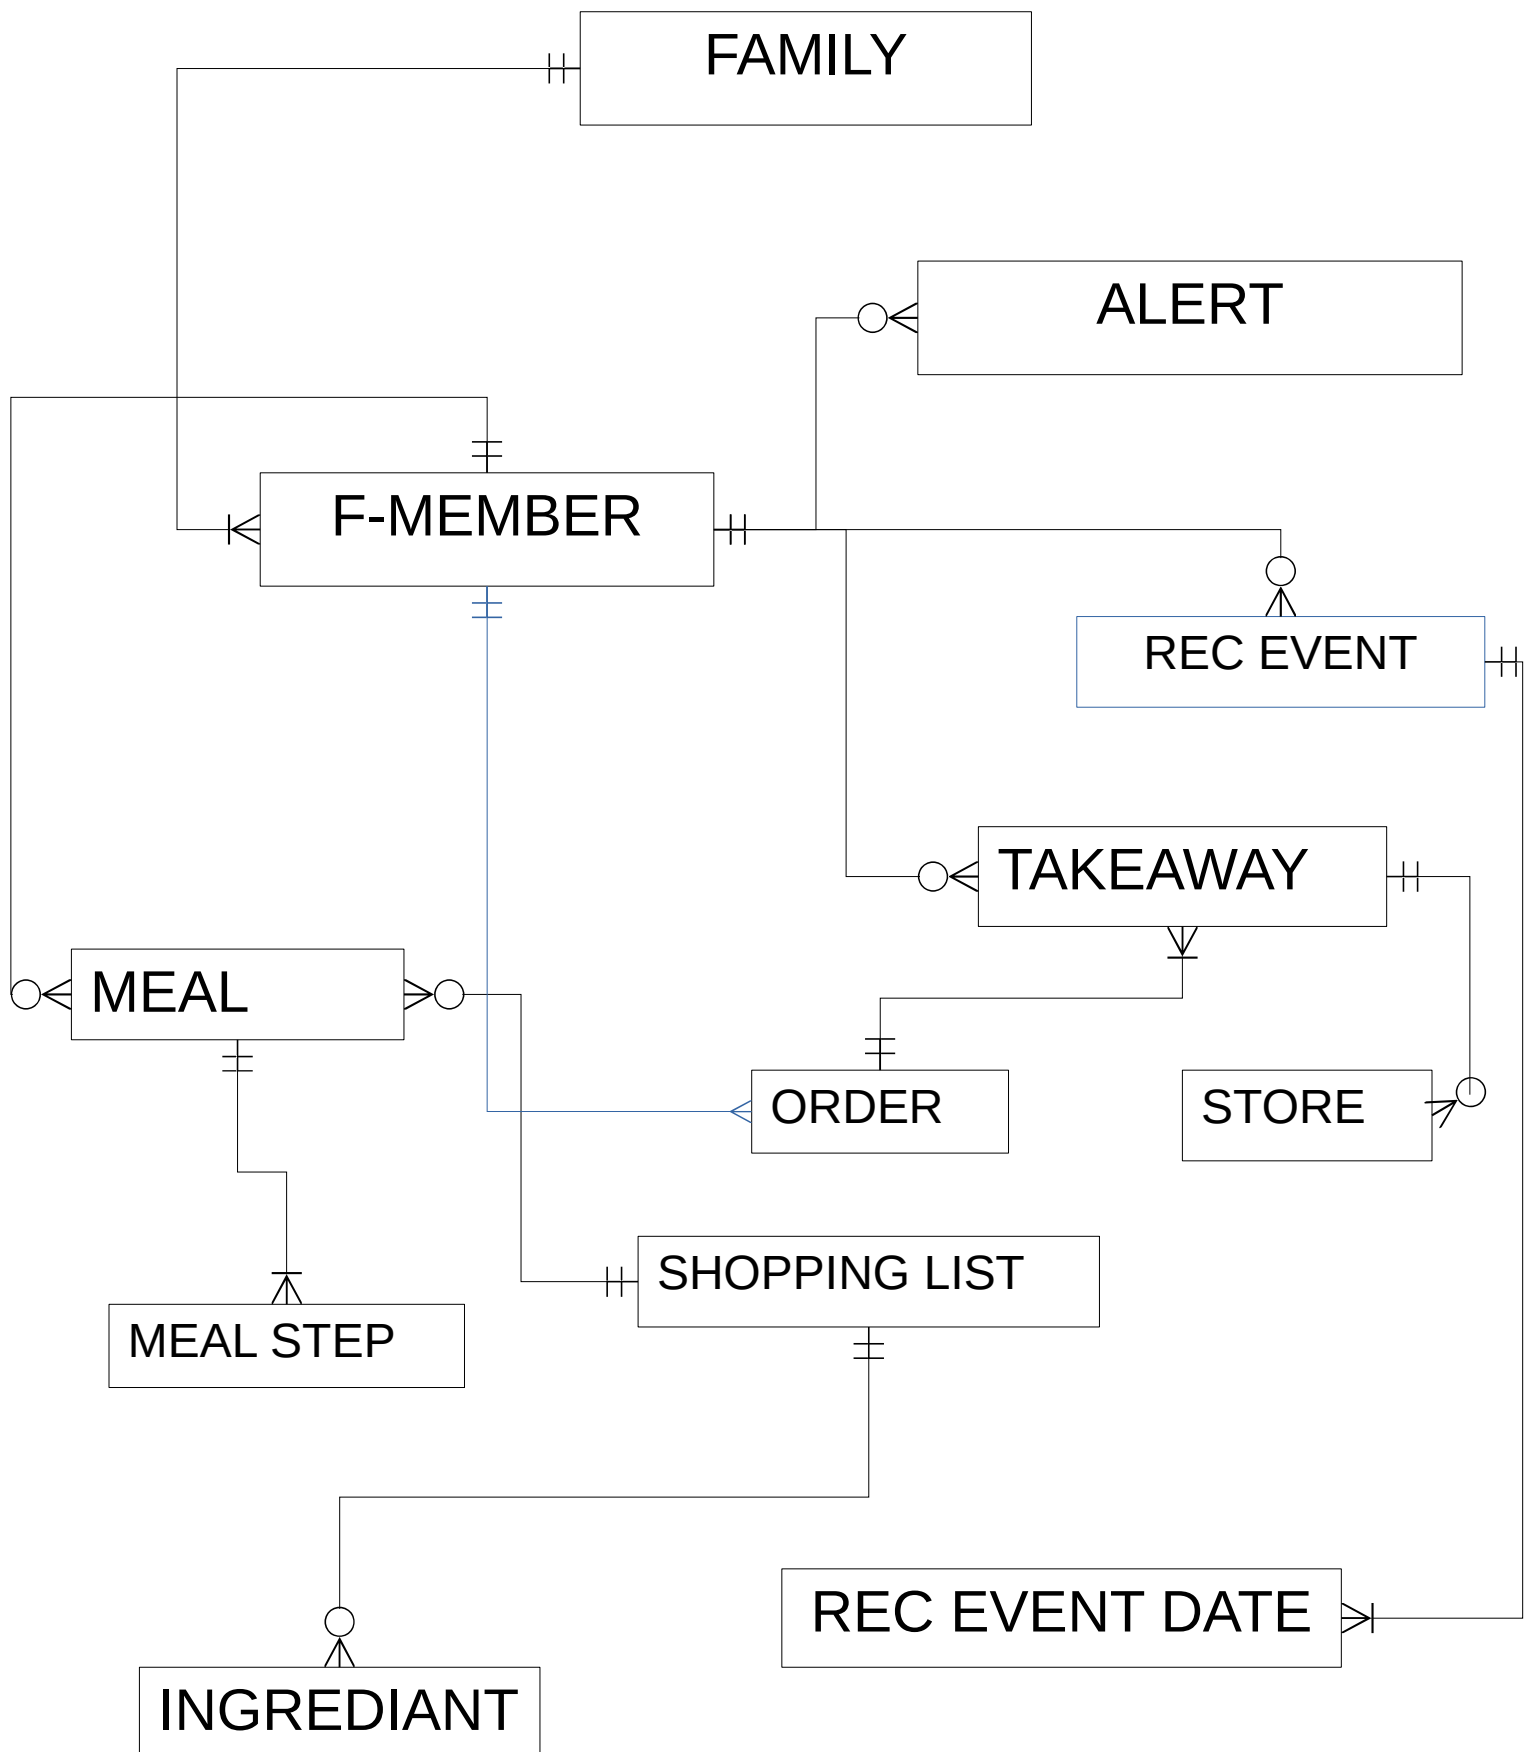 FAMILY
ALERT
F-MEMBER
REC EVENT
TAKEAWAY
MEAL
ORDER
STORE
SHOPPING LIST
MEAL STEP
REC EVENT DATE
INGREDIANT